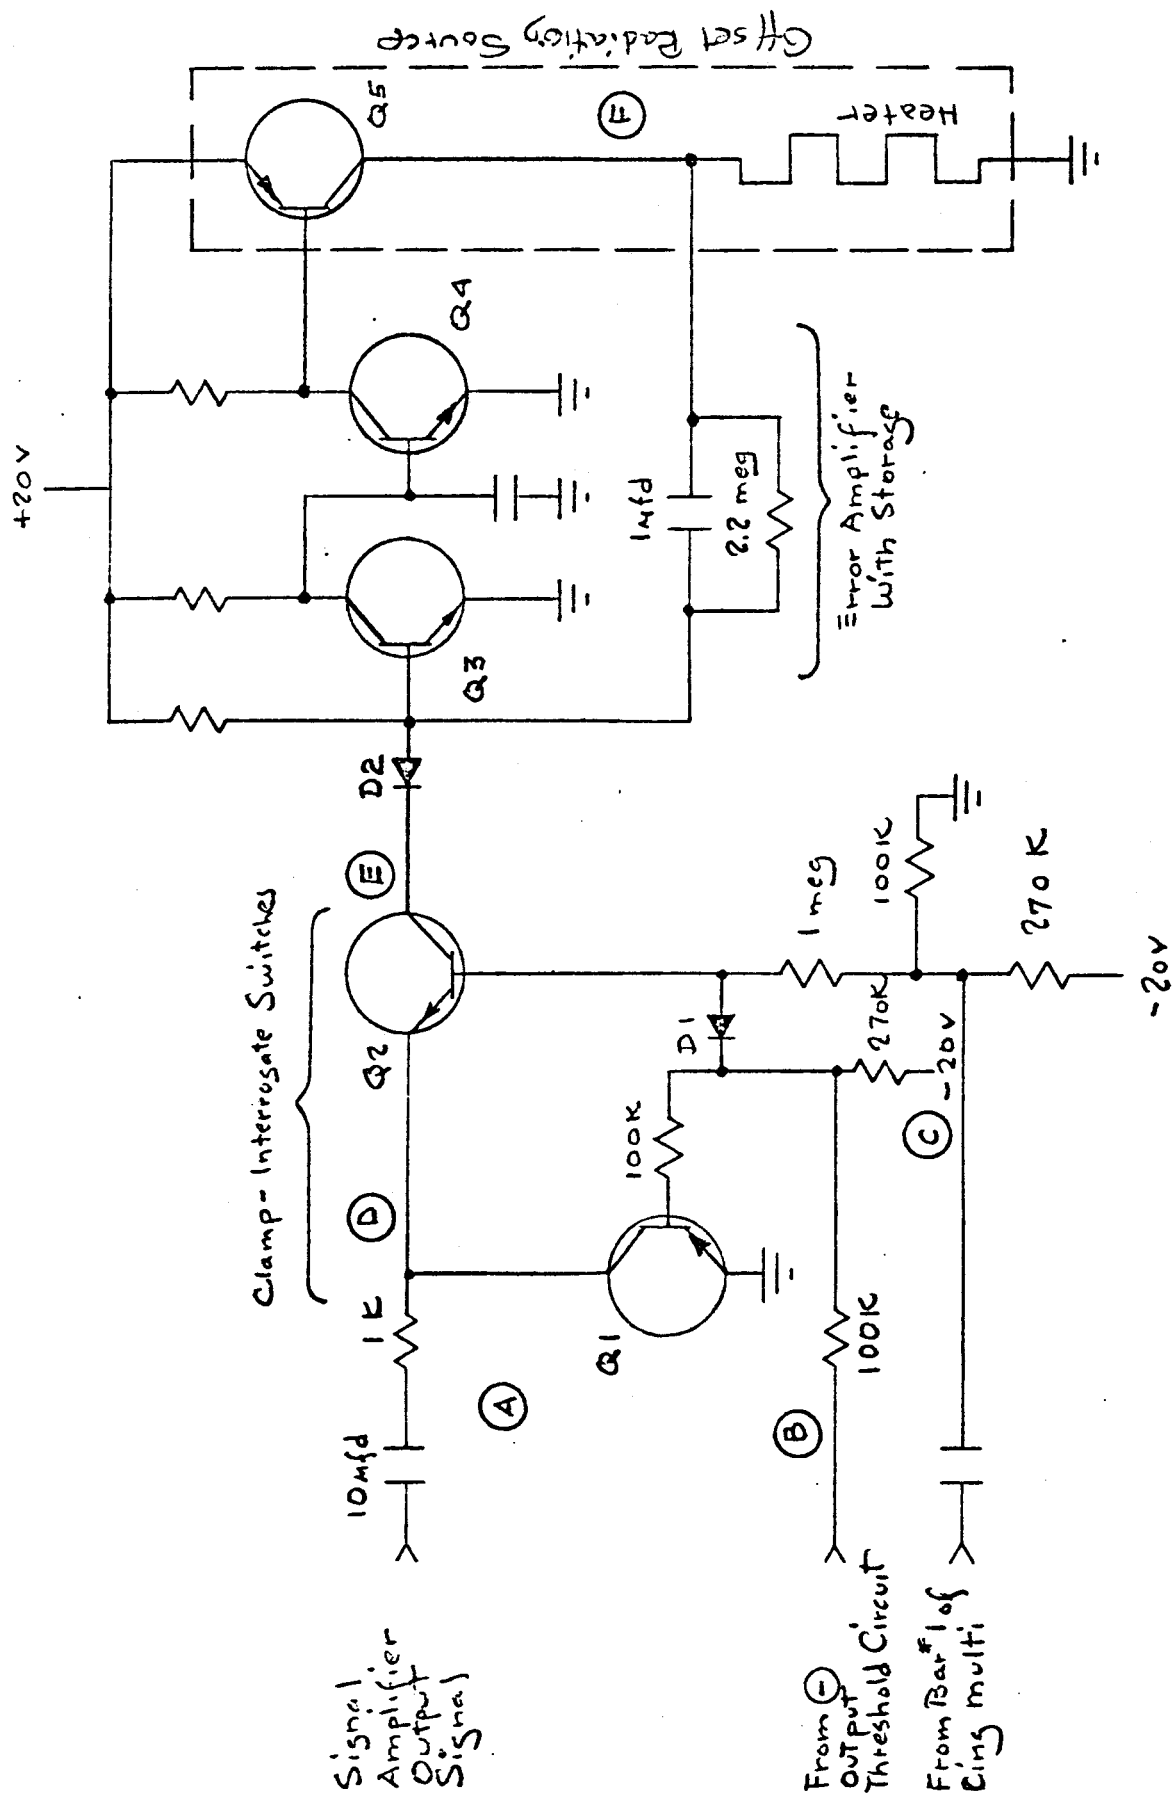 Signal
Amplifier
Output
Signal
10Mfd
1K
A
D
Clamp-Interrogate Switches
Q2
E
D2
+20V
Q3
Q4
Q5
Offset Radiation Source
F
Heater
1Mfd
2.2 meg
Error Amplifier
With Storage
Q1
100K
D1
1 meg
100K
270K
-20V
270K
-20V
C
From -
Output
Threshold Circuit
B
100K
From Bar #1 of
Ring multi